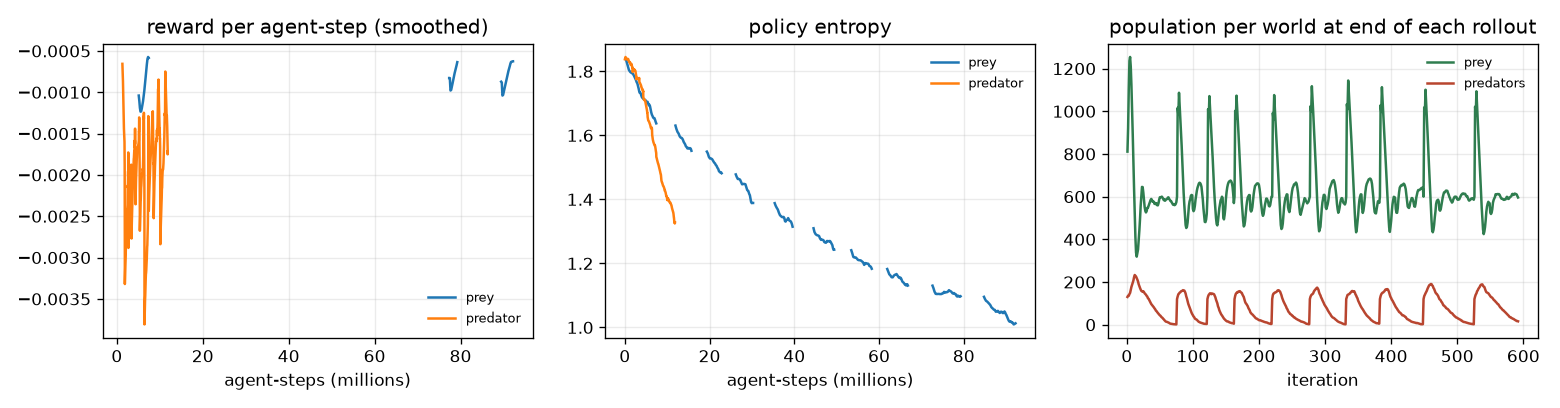 reward per agent-step (smoothed)
−0.0005
−0.0010
−0.0015
−0.0020
−0.0025
−0.0030
−0.0035
prey
predator
0 20 40 60 80
agent-steps (millions)
policy entropy
1.8
1.6
1.4
1.2
1.0
prey
predator
0 20 40 60 80
agent-steps (millions)
population per world at end of each rollout
1200
1000
800
600
400
200
0
prey
predators
0 100 200 300 400 500 600
iteration